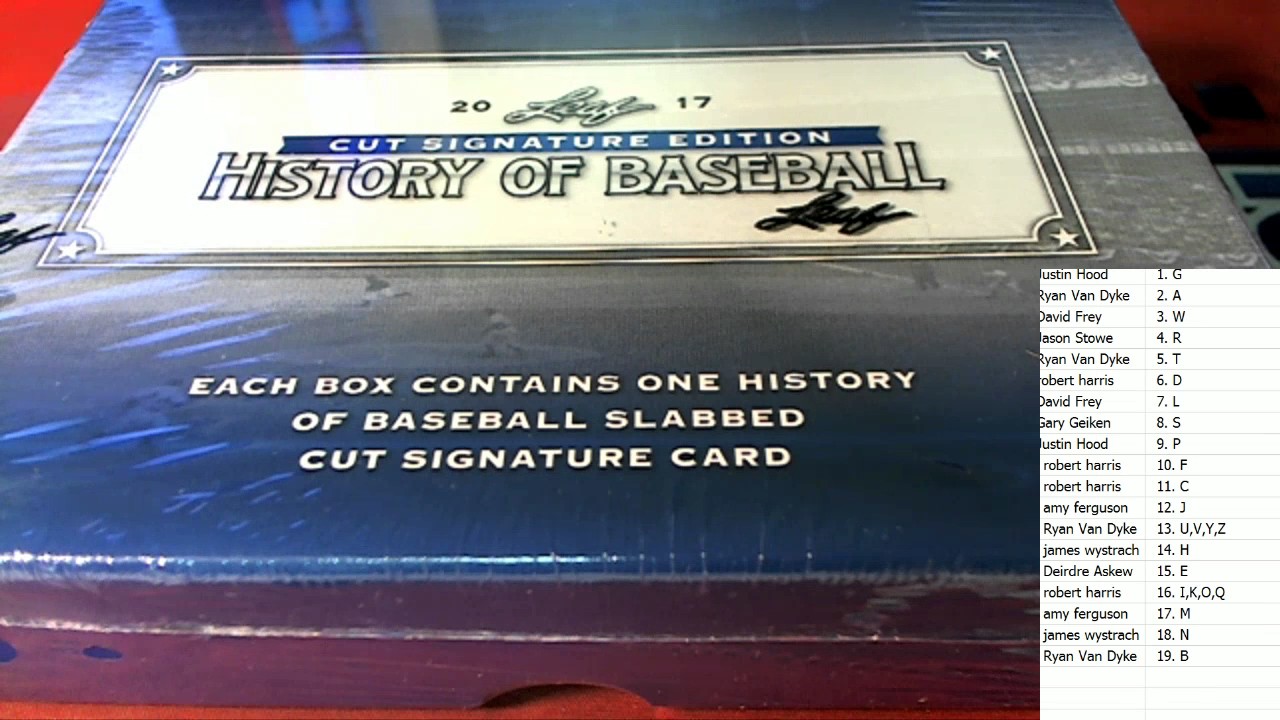 20 Leaf 17
CUT SIGNATURE EDITION
HISTORY OF BASEBALL
Leaf
EACH BOX CONTAINS ONE HISTORY
OF BASEBALL SLABBED
CUT SIGNATURE CARD
Justin Hood 1. G
Ryan Van Dyke 2. A
David Frey 3. W
Jason Stowe 4. R
Ryan Van Dyke 5. T
robert harris 6. D
David Frey 7. L
Gary Geiken 8. S
Justin Hood 9. P
robert harris 10. F
robert harris 11. C
amy ferguson 12. J
Ryan Van Dyke 13. U,V,Y,Z
james wystrach 14. H
Deirdre Askew 15. E
robert harris 16. I,K,O,Q
amy ferguson 17. M
james wystrach 18. N
Ryan Van Dyke 19. B